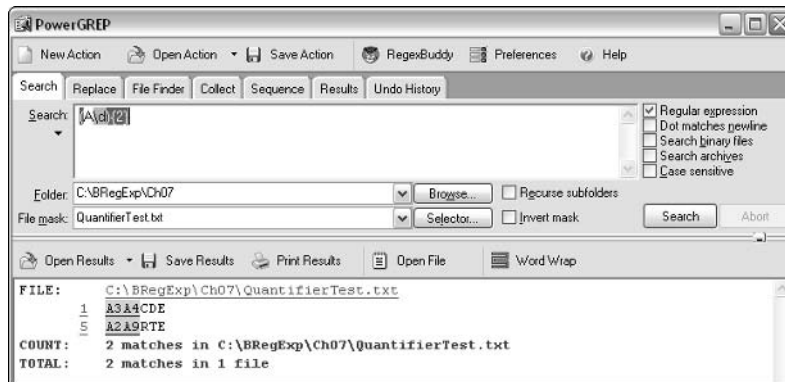 PowerGREP
New Action Open Action Save Action RegexBuddy Preferences Help
Search Replace File Finder Collect Sequence Results Undo History
Search: (A\d){2}
Regular expression
Dot matches newline
Search binary files
Search archives
Case sensitive
Folder: C:\BRegExp\Ch07 Browse... Recurse subfolders
File mask: QuantifierTest.txt Selector... Invert mask Search Abort
Open Results Save Results Print Results Open File Word Wrap
FILE: C:\BRegExp\Ch07\QuantifierTest.txt
1 A3A4CDE
5 A2A9RTE
COUNT: 2 matches in C:\BRegExp\Ch07\QuantifierTest.txt
TOTAL: 2 matches in 1 file